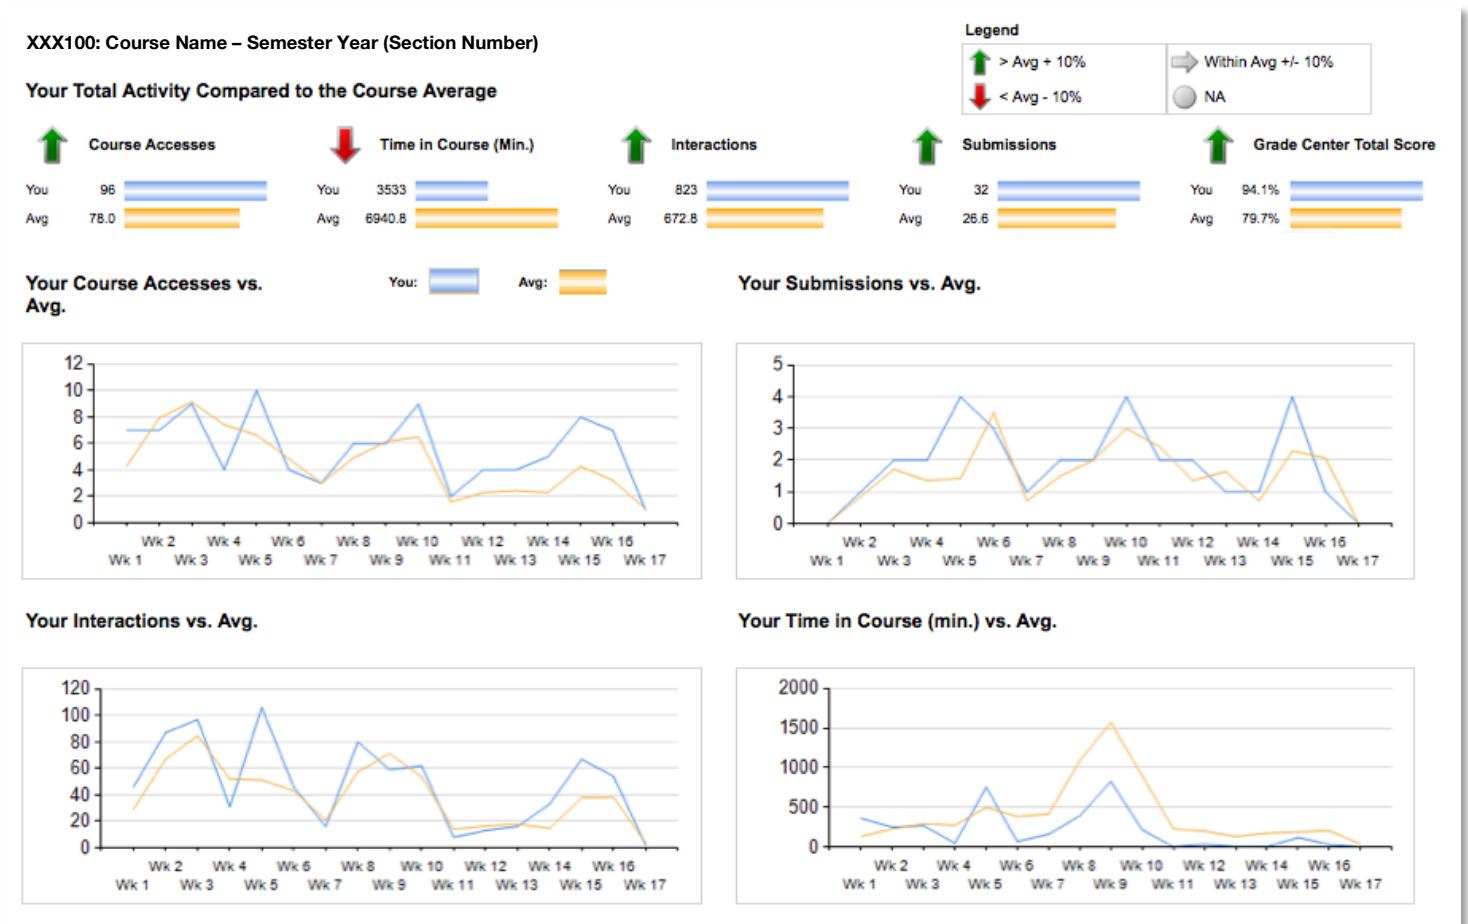 XXX100: Course Name – Semester Year (Section Number)
Legend
> Avg + 10%
Within Avg +/- 10%
< Avg - 10%
NA
Your Total Activity Compared to the Course Average
Course Accesses
You 96
Avg 78.0
Time in Course (Min.)
You 3533
Avg 6940.8
Interactions
You 823
Avg 672.8
Submissions
You 32
Avg 26.6
Grade Center Total Score
You 94.1%
Avg 79.7%
Your Course Accesses vs.
Avg.
You:
Avg:
12
10
8
6
4
2
0
Wk 2 Wk 4 Wk 6 Wk 8 Wk 10 Wk 12 Wk 14 Wk 16
Wk 1 Wk 3 Wk 5 Wk 7 Wk 9 Wk 11 Wk 13 Wk 15 Wk 17
Your Submissions vs. Avg.
5
4
3
2
1
0
Wk 2 Wk 4 Wk 6 Wk 8 Wk 10 Wk 12 Wk 14 Wk 16
Wk 1 Wk 3 Wk 5 Wk 7 Wk 9 Wk 11 Wk 13 Wk 15 Wk 17
Your Interactions vs. Avg.
120
100
80
60
40
20
0
Wk 2 Wk 4 Wk 6 Wk 8 Wk 10 Wk 12 Wk 14 Wk 16
Wk 1 Wk 3 Wk 5 Wk 7 Wk 9 Wk 11 Wk 13 Wk 15 Wk 17
Your Time in Course (min.) vs. Avg.
2000
1500
1000
500
0
Wk 2 Wk 4 Wk 6 Wk 8 Wk 10 Wk 12 Wk 14 Wk 16
Wk 1 Wk 3 Wk 5 Wk 7 Wk 9 Wk 11 Wk 13 Wk 15 Wk 17